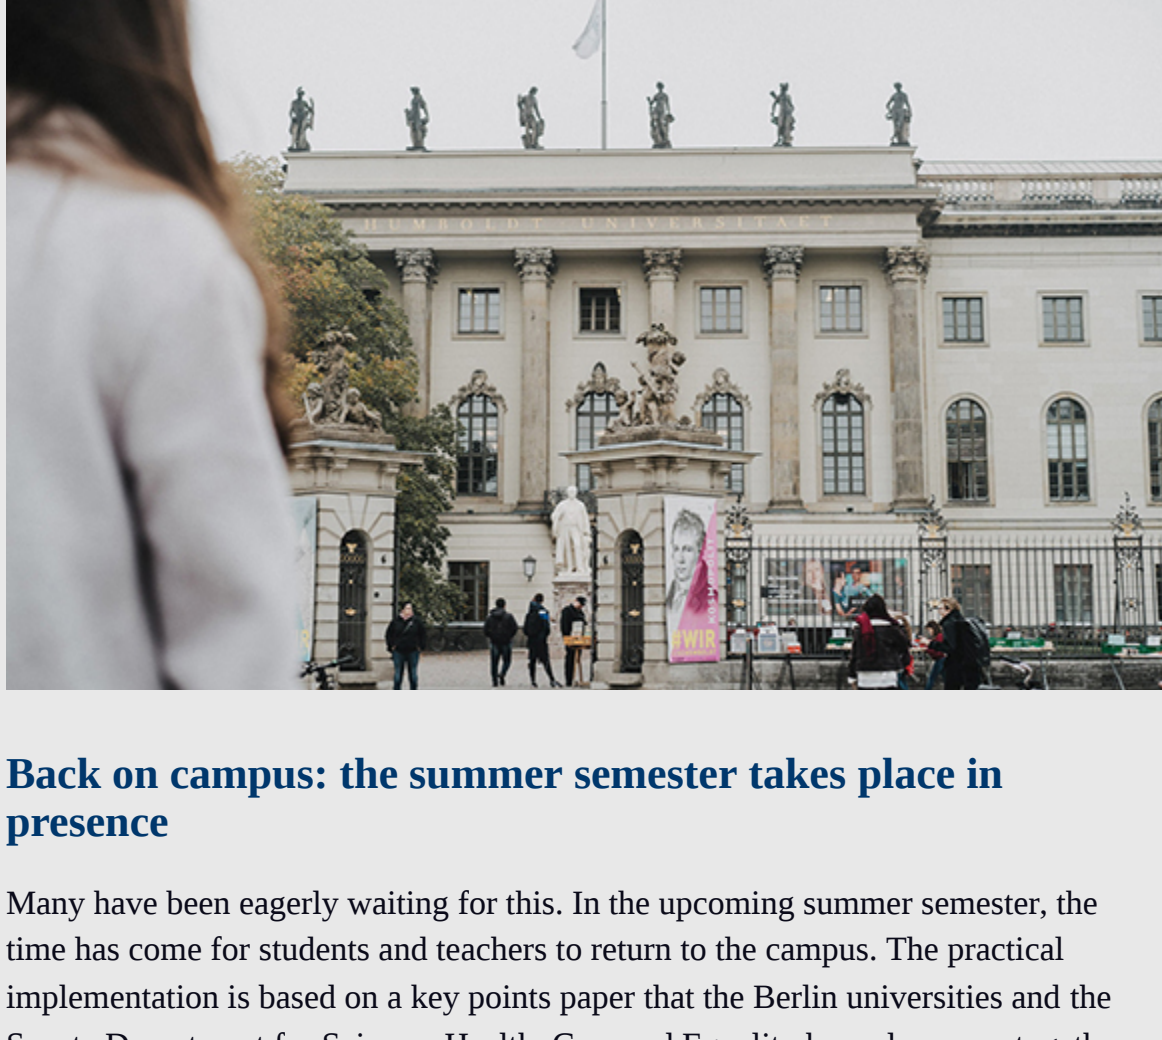 HUMBOLDT UNIVERSITAET
KOSM
#WIR
Back on campus: the summer semester takes place in
presence
Many have been eagerly waiting for this. In the upcoming summer semester, the
time has come for students and teachers to return to the campus. The practical
implementation is based on a key points paper that the Berlin universities and the